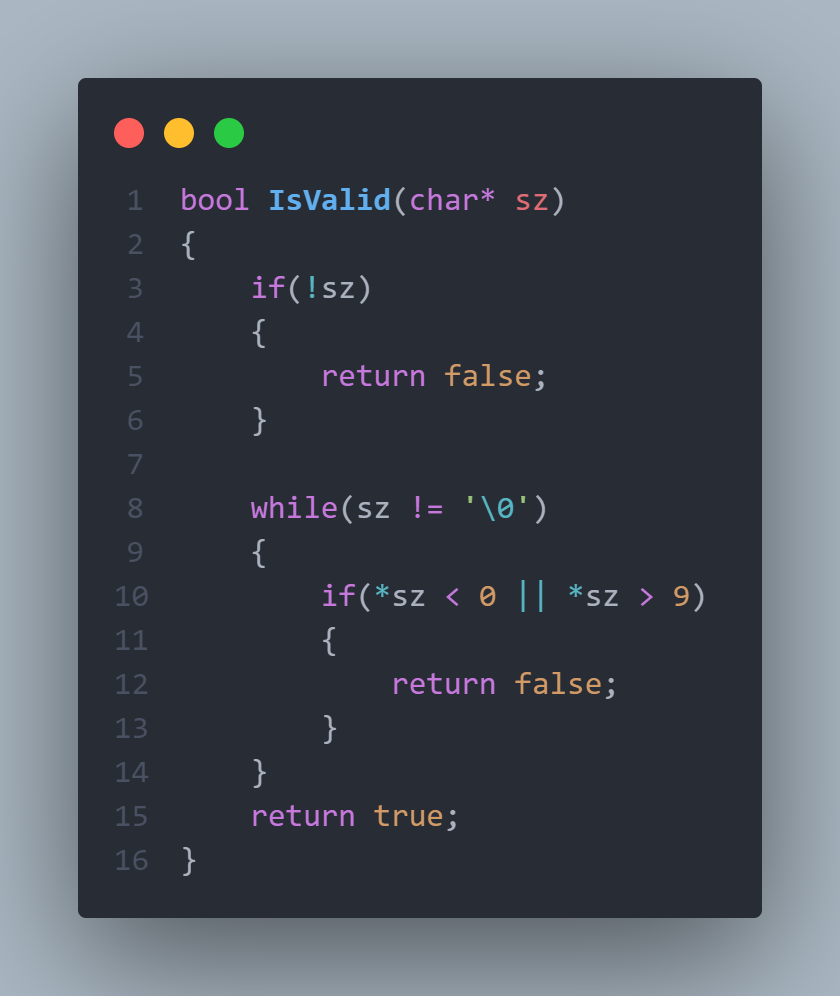 1 bool IsValid(char* sz)
2 {
3     if(!sz)
4     {
5         return false;
6     }
7
8     while(sz != '\0')
9     {
10         if(*sz < 0 || *sz > 9)
11         {
12             return false;
13         }
14     }
15     return true;
16 }